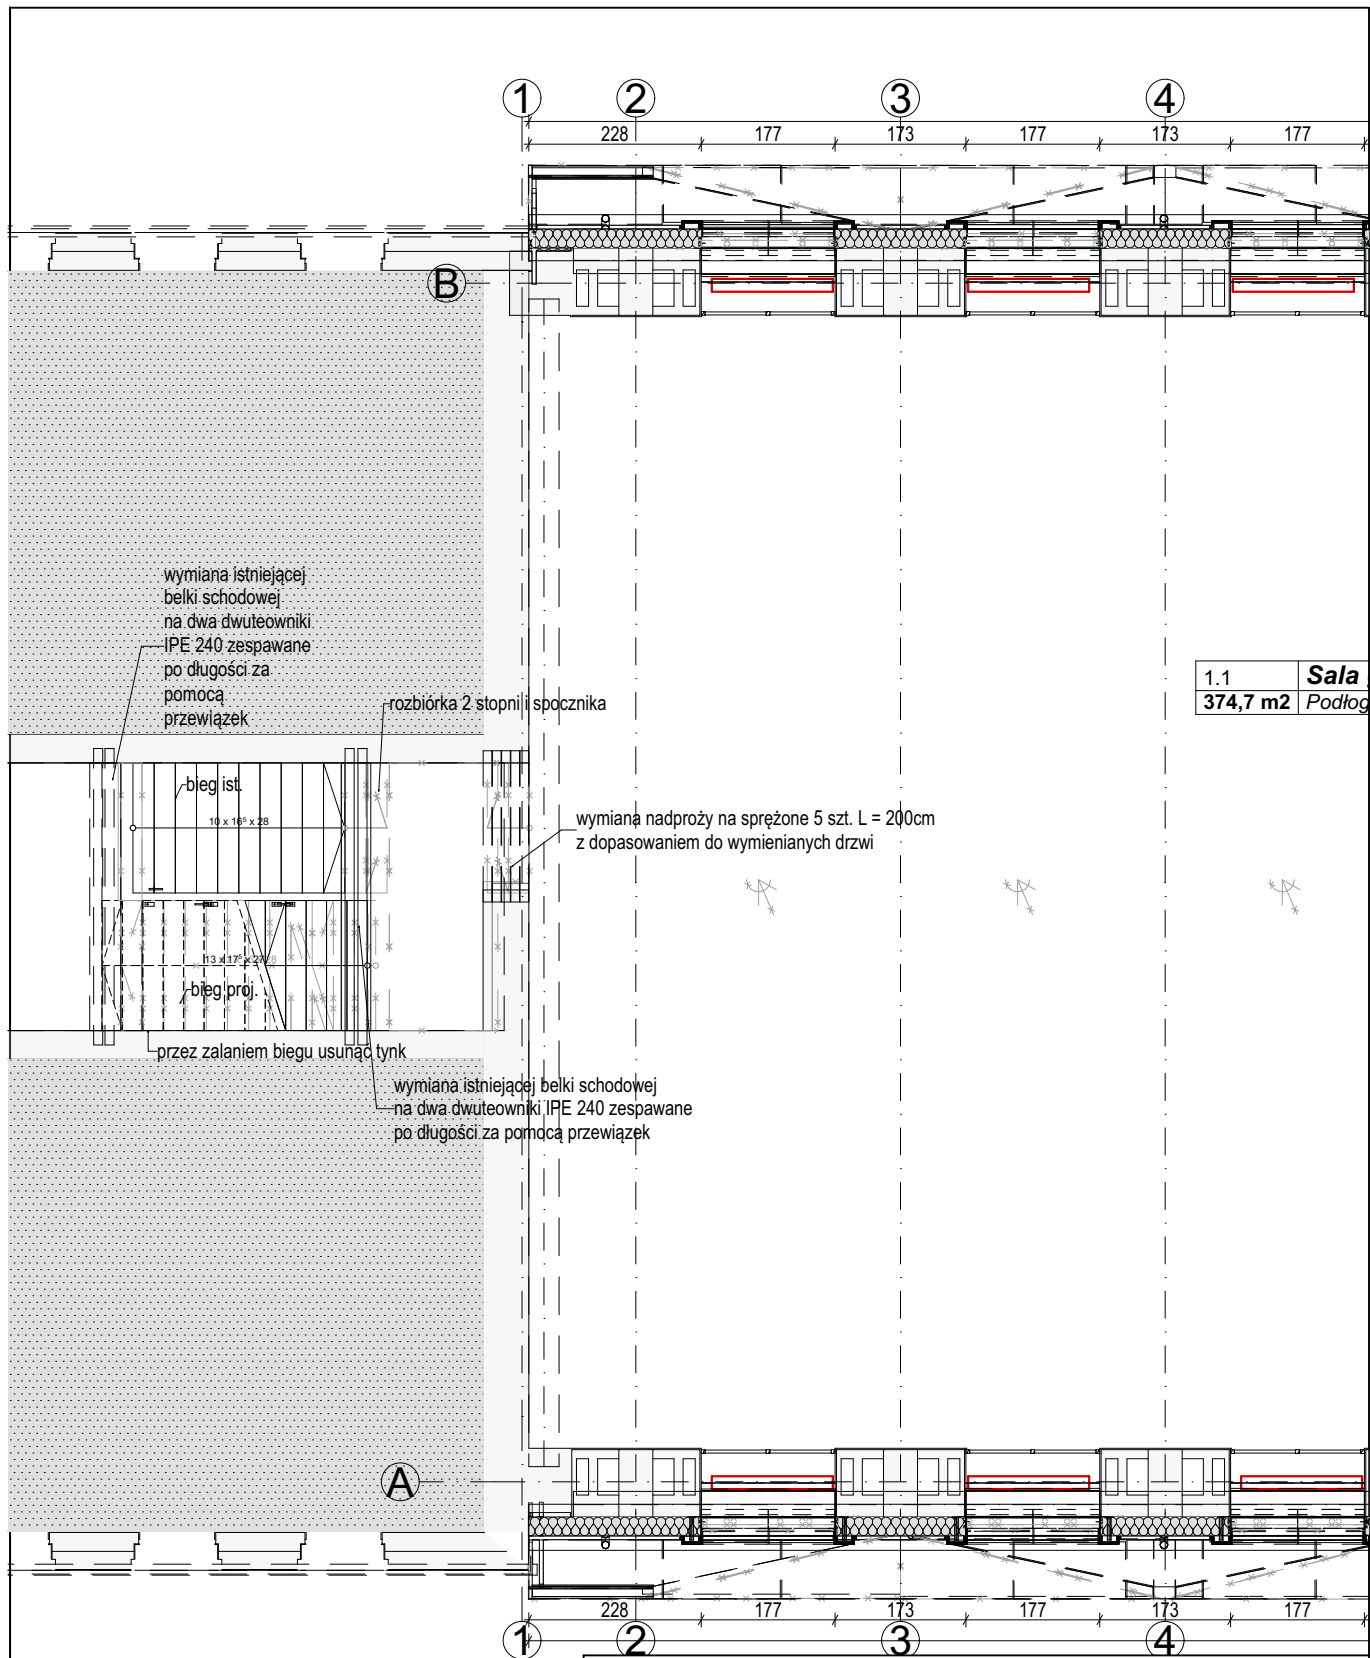 1 2 3 4
228 177 173 177 173 177
B
wymiana istniejącej
belki schodowej
na dwa dwuteowniki
IPE 240 zespawane
po długości za
pomocą
przewiązek
1.1 Sala
374,7 m2 Podłog
rozbiórka 2 stopni i spocznika
bieg ist.
10 x 16⁵ x 28
wymiana nadproży na sprężone 5 szt. L = 200cm
z dopasowaniem do wymienianych drzwi
13 x 17⁵ x 27
bieg proj.
przez zalaniem biegu usunąć tynk
wymiana istniejącej belki schodowej
na dwa dwuteowniki IPE 240 zespawane
po długości za pomocą przewiązek
A
228 177 173 177 173 177
1 2 3 4